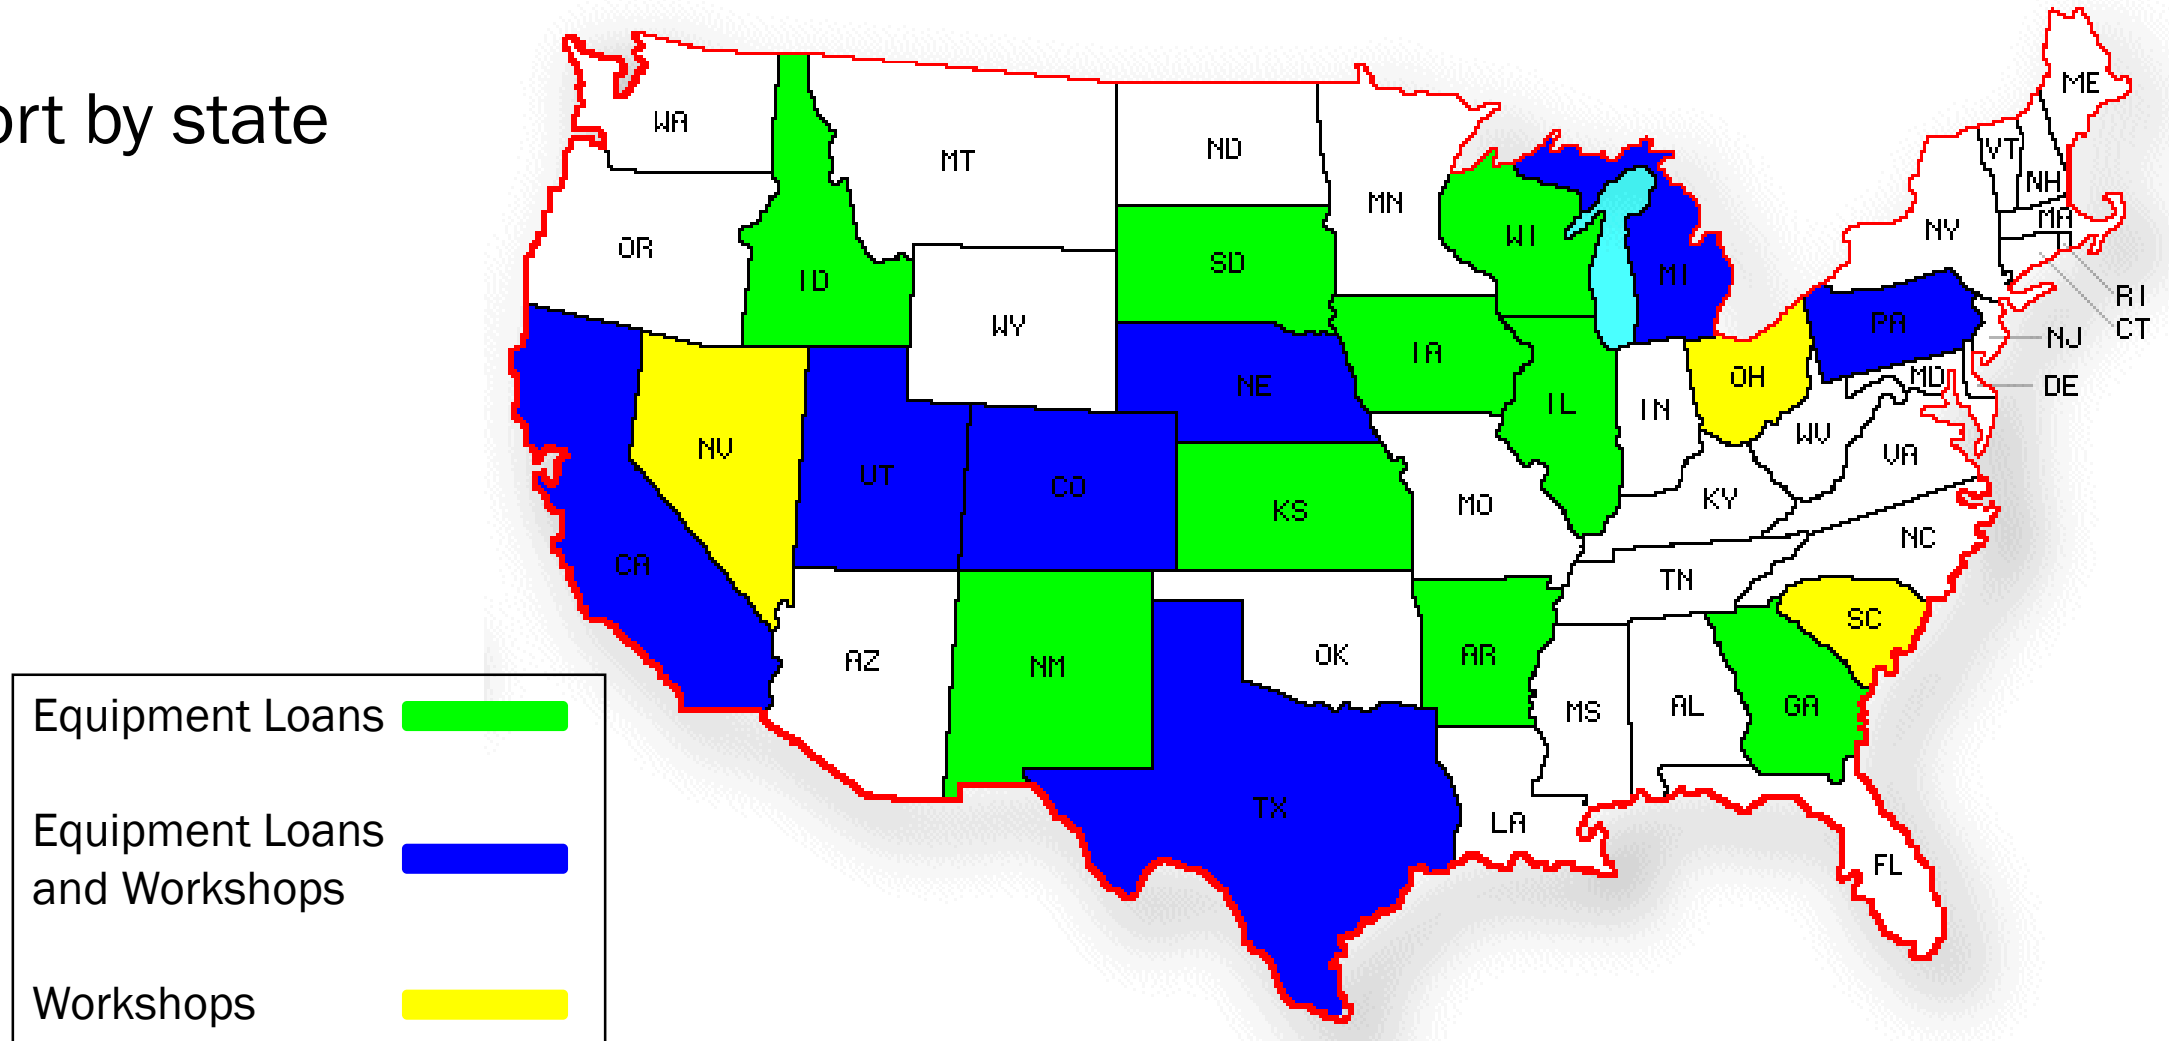 ort by state
WA
MT
ND
MN
ME
VT
NH
MA
NY
OR
ID
SD
WI
MI
RI
CT
NJ
DE
WY
IA
NE
PA
OH
MD
IL
IN
WV
VA
NV
UT
CO
KS
MO
KY
NC
CA
TN
SC
AZ
NM
OK
AR
MS
AL
GA
TX
LA
FL
Equipment Loans
Equipment Loans
and Workshops
Workshops